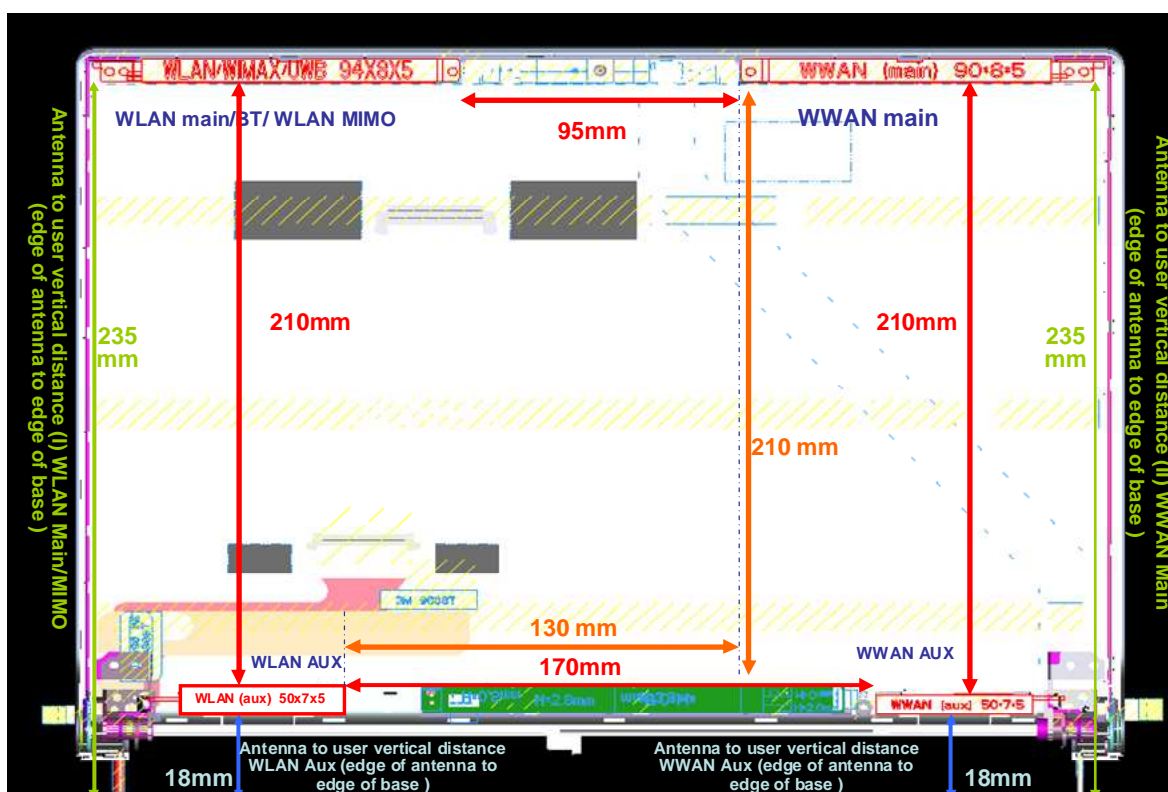 WLAN/WIMAX/UWB 94X8X5
WWAN (main) 90·8·5
WLAN main/BT/ WLAN MIMO
95mm
WWAN main
Antenna to user vertical distance (I) WLAN Main/MIMO
(edge of antenna to edge of base )
Antenna to user vertical distance (II) WWAN Main
(edge of antenna to edge of base )
235
mm
210mm
210mm
235
mm
210 mm
130 mm
WLAN AUX
170mm
WWAN AUX
WLAN (aux) 50x7x5
H=2.8mm
WWAN (aux) 50·7·5
18mm
Antenna to user vertical distance
WLAN Aux (edge of antenna to
edge of base )
Antenna to user vertical distance
WWAN Aux (edge of antenna to
edge of base )
18mm